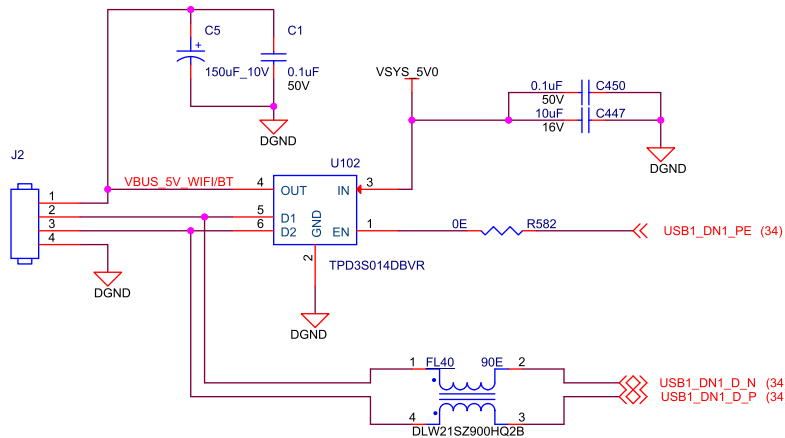 C5
C1
+
150uF_10V
0.1uF
50V
DGND
VSYS_5V0
0.1uF
C450
50V
10uF
C447
16V
DGND
J2
U102
VBUS_5V_WIFI/BT
4
OUT
IN
3
1
2
3
4
5
D1
6
D2
GND
EN
1
0E
R582
USB1_DN1_PE (34)
2
TPD3S014DBVR
DGND
DGND
1
FL40
90E
2
USB1_DN1_D_N (34
USB1_DN1_D_P (34
4
3
DLW21SZ900HQ2B